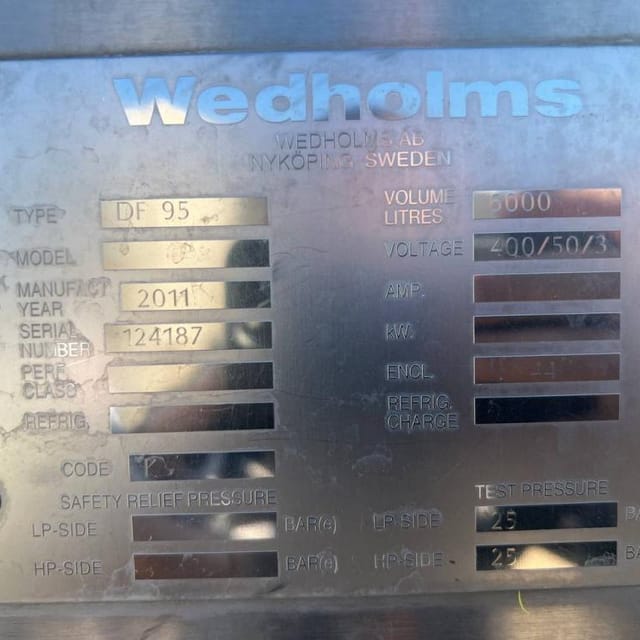 Wedholms
WEDHOLMS AB
NYKÖPING, SWEDEN
TYPE DF 95
VOLUME LITRES 000
MODEL
VOLTAGE 400/50/3
MANUFACT YEAR 2011
AMP.
SERIAL NUMBER 124187
kW.
PERF. CLASS
ENCL.
REFRIG.
REFRIG. CHARGE
CODE
SAFETY RELIEF PRESSURE
TEST PRESSURE
LP-SIDE BAR(e)
LP-SIDE 25
HP-SIDE BAR(e)
HP-SIDE 25